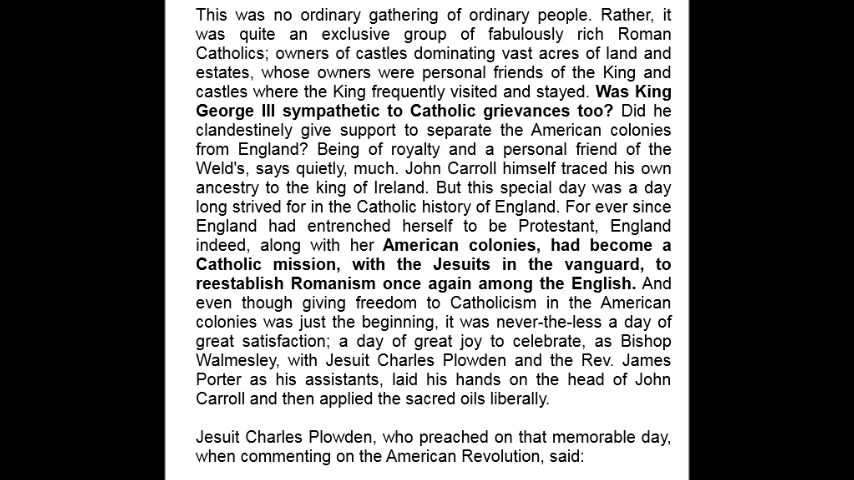 This was no ordinary gathering of ordinary people. Rather, it
was quite an exclusive group of fabulously rich Roman
Catholics; owners of castles dominating vast acres of land and
estates, whose owners were personal friends of the King and
castles where the King frequently visited and stayed. Was King
George III sympathetic to Catholic grievances too? Did he
clandestinely give support to separate the American colonies
from England? Being of royalty and a personal friend of the
Weld's, says quietly, much. John Carroll himself traced his own
ancestry to the king of Ireland. But this special day was a day
long strived for in the Catholic history of England. For ever since
England had entrenched herself to be Protestant, England
indeed, along with her American colonies, had become a
Catholic mission, with the Jesuits in the vanguard, to
reestablish Romanism once again among the English. And
even though giving freedom to Catholicism in the American
colonies was just the beginning, it was never-the-less a day of
great satisfaction; a day of great joy to celebrate, as Bishop
Walmesley, with Jesuit Charles Plowden and the Rev. James
Porter as his assistants, laid his hands on the head of John
Carroll and then applied the sacred oils liberally.
Jesuit Charles Plowden, who preached on that memorable day,
when commenting on the American Revolution, said: